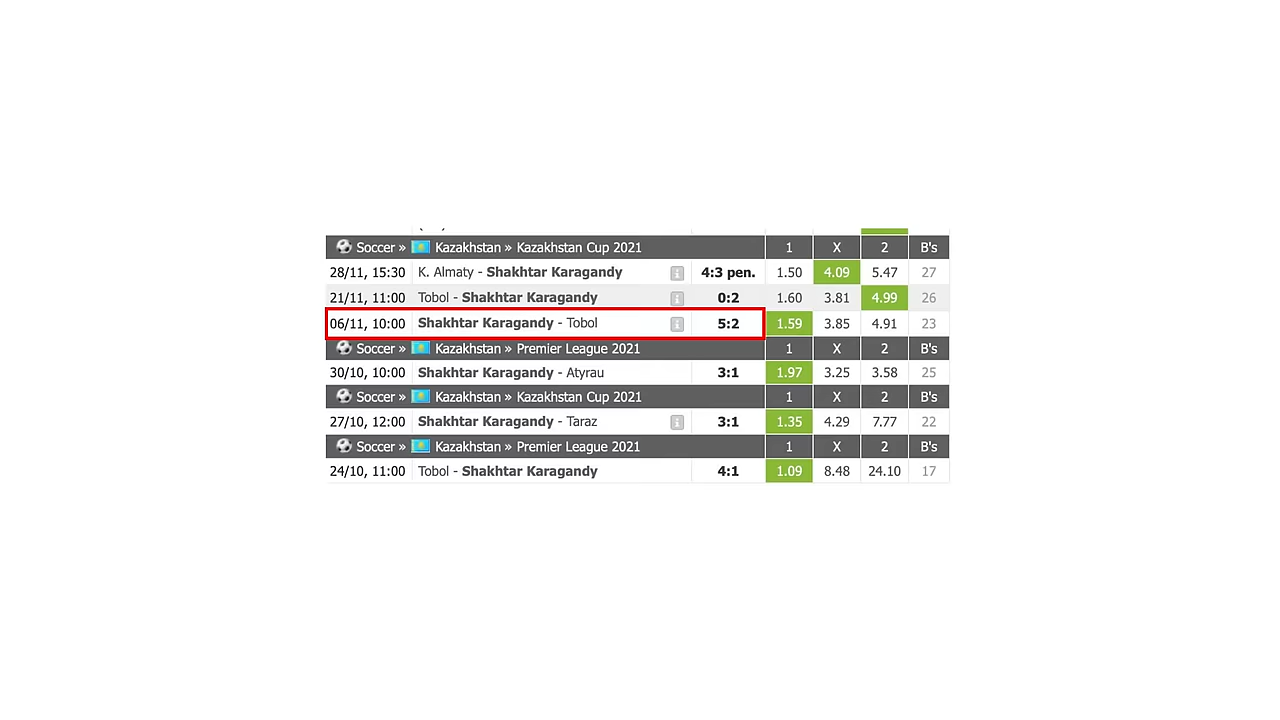 Soccer » Kazakhstan » Kazakhstan Cup 2021 1 X 2 B's
28/11, 15:30 K. Almaty - Shakhtar Karagandy i 4:3 pen. 1.50 4.09 5.47 27
21/11, 11:00 Tobol - Shakhtar Karagandy i 0:2 1.60 3.81 4.99 26
06/11, 10:00 Shakhtar Karagandy - Tobol i 5:2 1.59 3.85 4.91 23
Soccer » Kazakhstan » Premier League 2021 1 X 2 B's
30/10, 10:00 Shakhtar Karagandy - Atyrau 3:1 1.97 3.25 3.58 25
Soccer » Kazakhstan » Kazakhstan Cup 2021 1 X 2 B's
27/10, 12:00 Shakhtar Karagandy - Taraz i 3:1 1.35 4.29 7.77 22
Soccer » Kazakhstan » Premier League 2021 1 X 2 B's
24/10, 11:00 Tobol - Shakhtar Karagandy 4:1 1.09 8.48 24.10 17